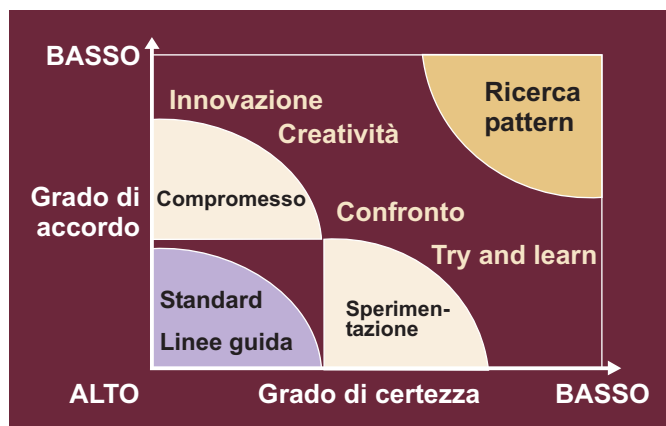 BASSO
Innovazione
Creatività
Ricerca
pattern
Grado di
accordo
Compromesso
Confronto
Try and learn
Standard
Linee guida
Sperimen-
tazione
ALTO
Grado di certezza
BASSO